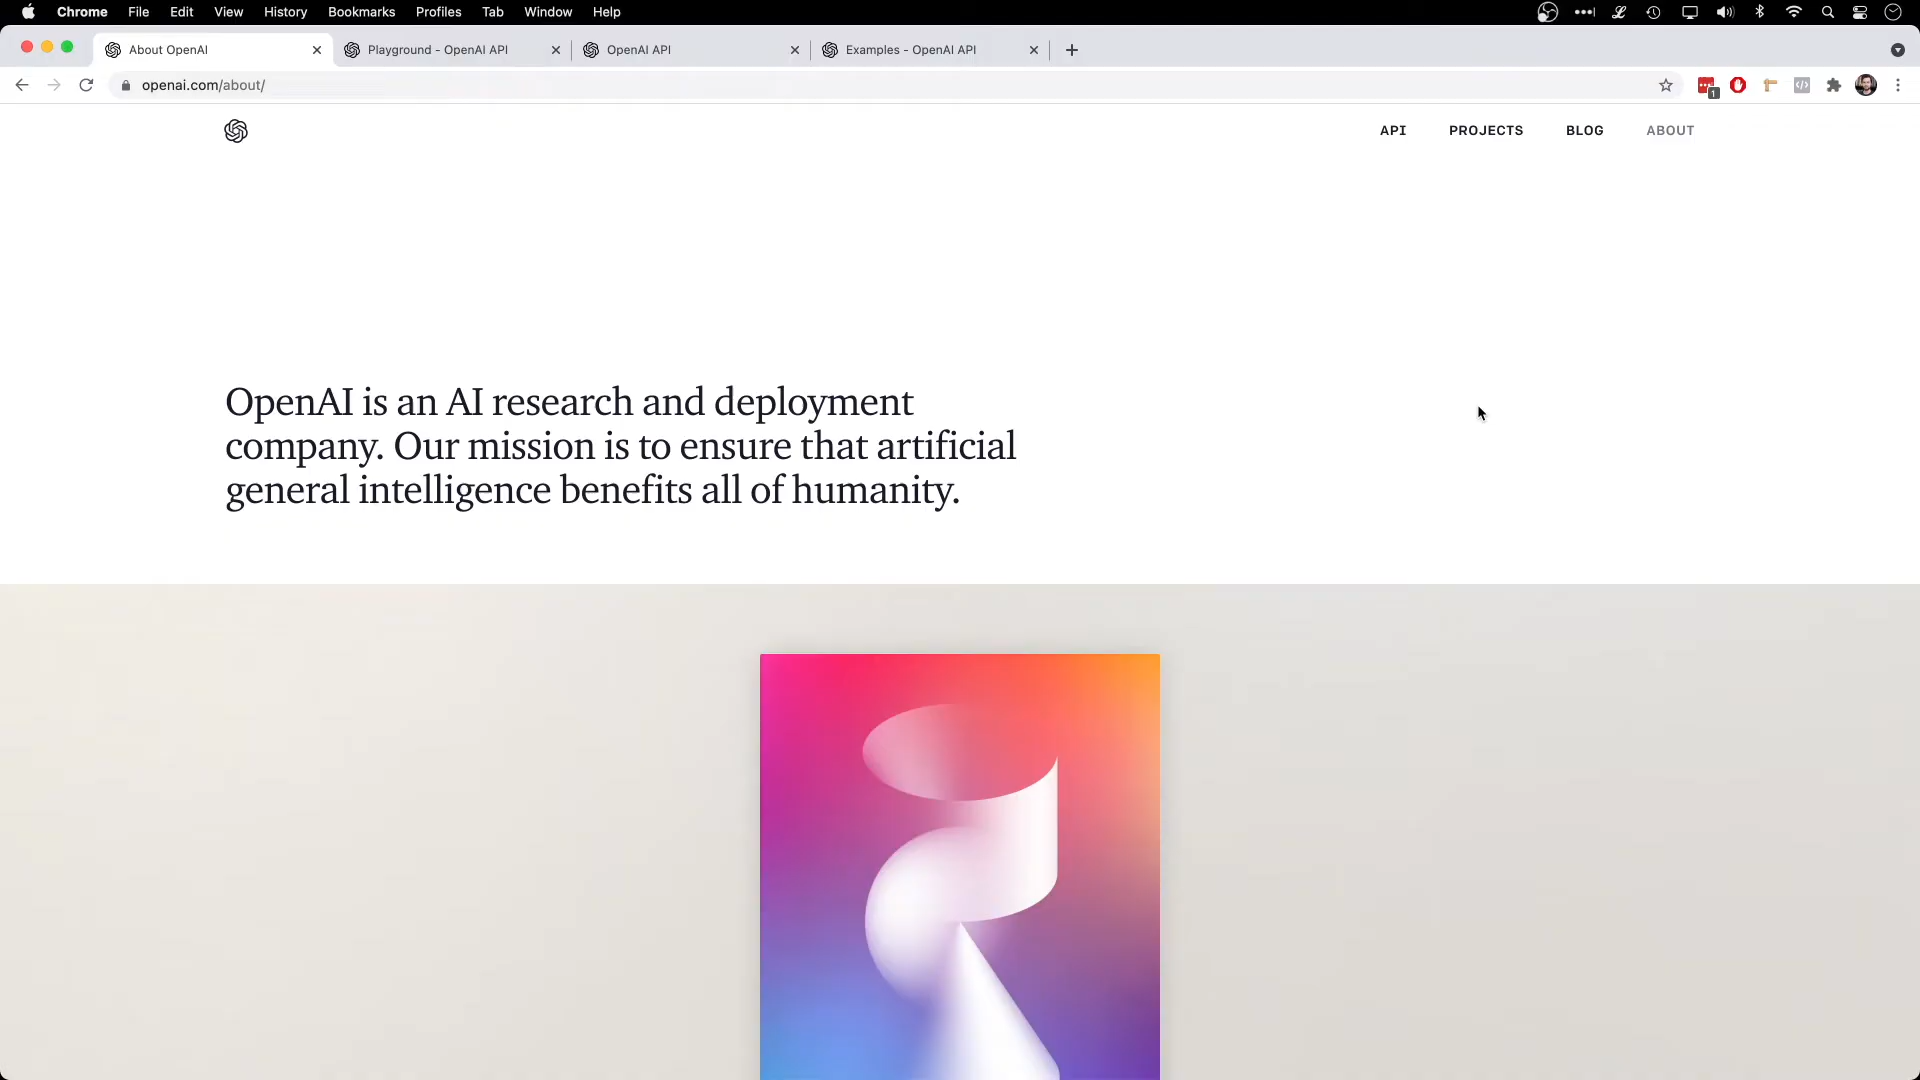 Chrome File Edit View History Bookmarks Profiles Tab Window Help
About OpenAI Playground - OpenAI API OpenAI API Examples - OpenAI API
openai.com/about/
1
API PROJECTS BLOG ABOUT
OpenAI is an AI research and deployment
company. Our mission is to ensure that artificial
general intelligence benefits all of humanity.